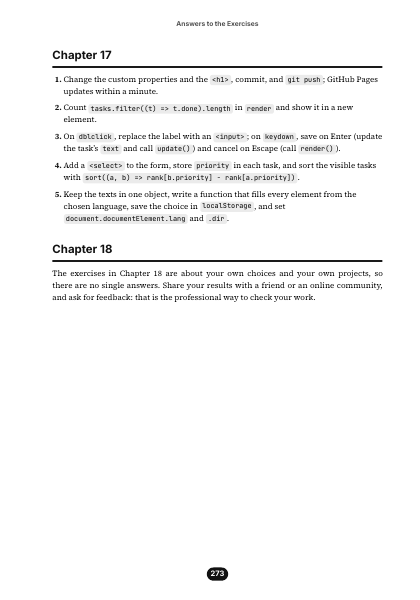 Answers to the Exercises
Chapter 17
1. Change the custom properties and the <h1>, commit, and git push; GitHub Pages
updates within a minute.
2. Count tasks.filter((t) => t.done).length in render and show it in a new
element.
3. On dblclick, replace the label with an <input>; on keydown, save on Enter (update
the task's text and call update()) and cancel on Escape (call render()).
4. Add a <select> to the form, store priority in each task, and sort the visible tasks
with sort((a, b) => rank[b.priority] - rank[a.priority]).
5. Keep the texts in one object, write a function that fills every element from the
chosen language, save the choice in localStorage, and set
document.documentElement.lang and .dir.
Chapter 18
The exercises in Chapter 18 are about your own choices and your own projects, so
there are no single answers. Share your results with a friend or an online community,
and ask for feedback: that is the professional way to check your work.
273